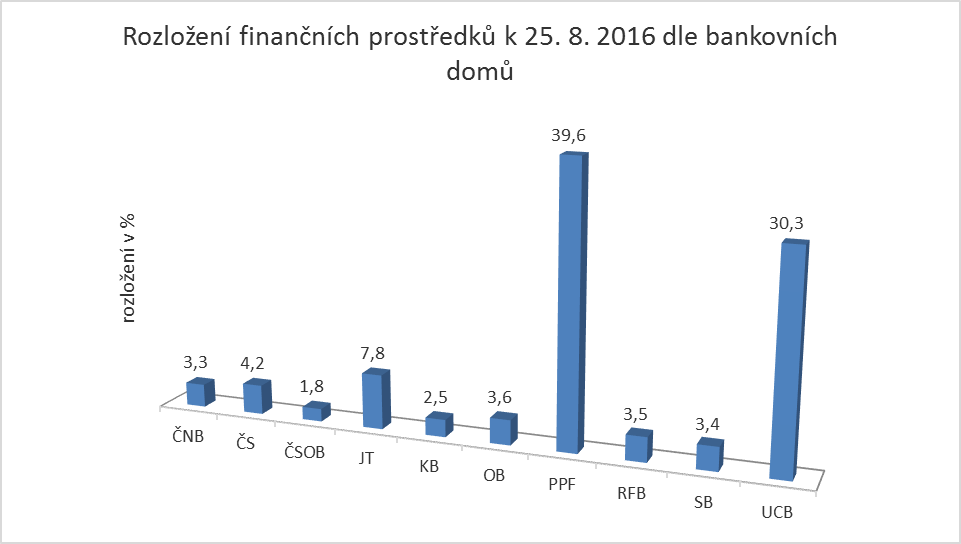 Rozložení finančních prostředků k 25. 8. 2016 dle bankovních
domů
rozložení v %
3,3
4,2
1,8
7,8
2,5
3,6
39,6
3,5
3,4
30,3
ČNB
ČS
ČSOB
JT
KB
OB
PPF
RFB
SB
UCB